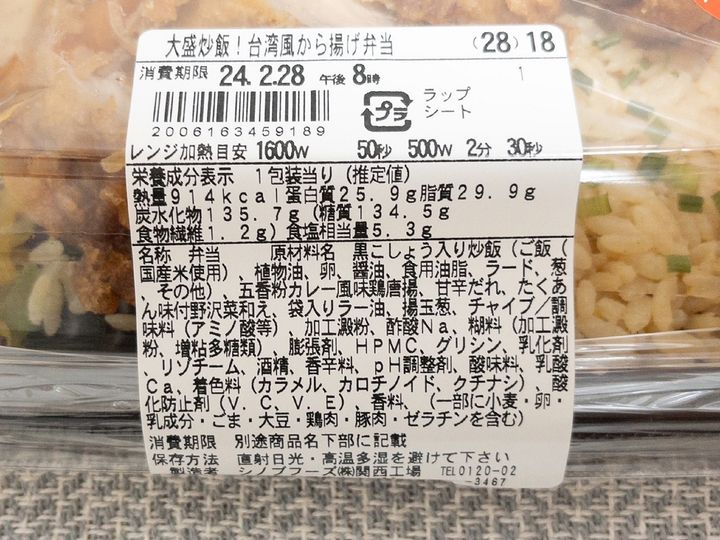 大盛炒飯！台湾風から揚げ弁当 （28）18
消費期限 24.2.28 午後 8時 1
プラ ラップ
シート
2006163459189
レンジ加熱目安 1600W 50秒 500W 2分 30秒
栄養成分表示 1包装当り（推定値）
熱量914kcal蛋白質25.9g脂質29.9g
炭水化物135.7g（糖質134.5g
食物繊維1.2g）食塩相当量5.3g
名称 弁当 原材料名 黒こしょう入り炒飯（ご飯（
国産米使用）、植物油、卵、醤油、食用油脂、ラード、葱
、その他）、五香粉カレー風味鶏唐揚、甘辛だれ、たくあ
ん味付野沢菜和え、袋入りラー油、揚玉葱、チャイブ／調
味料（アミノ酸等）、加工澱粉、酢酸Na、糊料（加工澱
粉、増粘多糖類）、膨張剤、HPMC、グリシン、乳化剤
、リゾチーム、酒精、香辛料、pH調整剤、酸味料、乳酸
Ca、着色料（カラメル、カロチノイド、クチナシ）、酸
化防止剤（V．C、V．E）、香料、（一部に小麦・卵・
乳成分・ごま・大豆・鶏肉・豚肉・ゼラチンを含む）
消費期限 別途商品名下部に記載
保存方法 直射日光・高温多湿を避けて下さい
製造者 シノブフーズ㈱関西工場 TEL0120-02
-3467